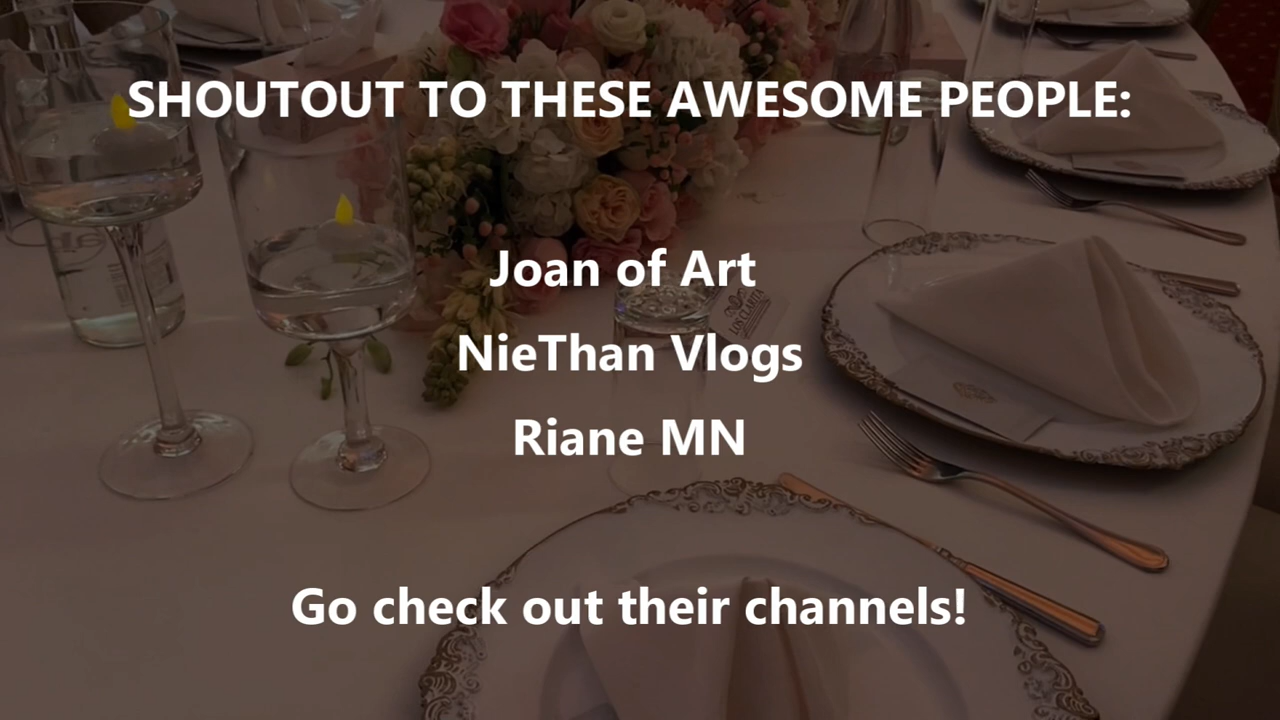 SHOUTOUT TO THESE AWESOME PEOPLE:
Joan of Art
NieThan Vlogs
Riane MN
Go check out their channels!